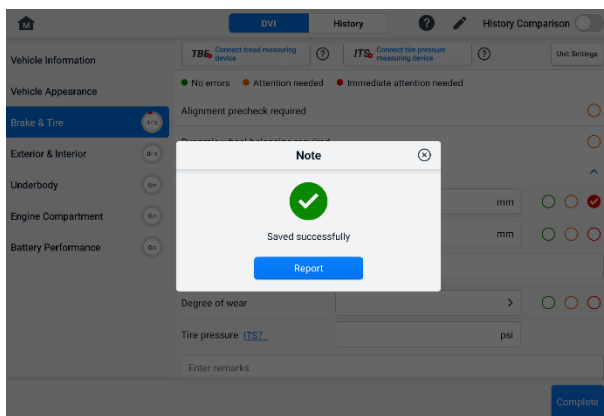 M
DVI
History
?
History Comparison
Vehicle Information
TBE
Connect tread measuring
device
?
ITS
Connect tire pressure
measuring device
?
Unit Settings
Vehicle Appearance
No errors
Attention needed
Immediate attention needed
Brake & Tire
Alignment precheck required
Exterior & Interior
Note
Saved successfully
Report
Underbody
mm
Engine Compartment
mm
Battery Performance
Degree of wear
Tire pressure ITS?
psi
Enter remarks
Complete